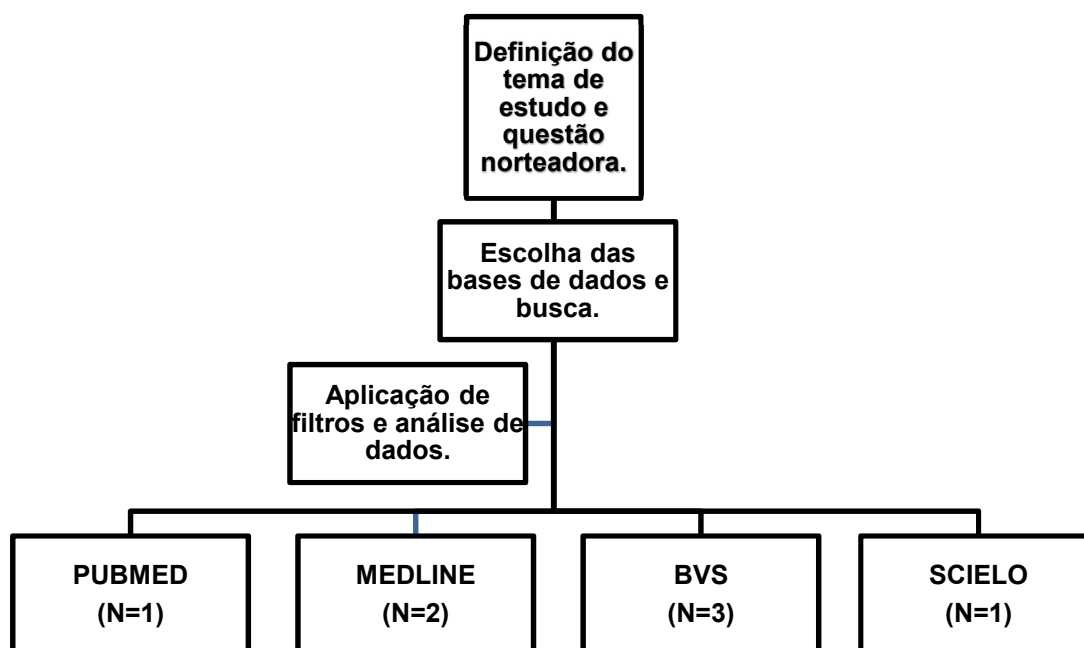 Definição do
tema de
estudo e
questão
norteadora.
Escolha das
bases de dados e
busca.
Aplicação de
filtros e análise de
dados.
PUBMED
(N=1)
MEDLINE
(N=2)
BVS
(N=3)
SCIELO
(N=1)